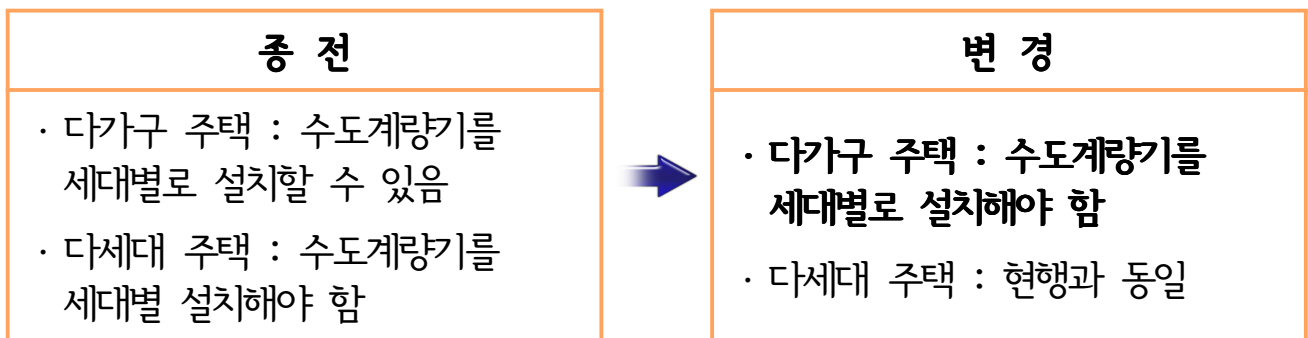 종 전
· 다가구 주택 : 수도계량기를
세대별로 설치할 수 있음
· 다세대 주택 : 수도계량기를
세대별 설치해야 함
변 경
· 다가구 주택 : 수도계량기를
세대별로 설치해야 함
· 다세대 주택 : 현행과 동일